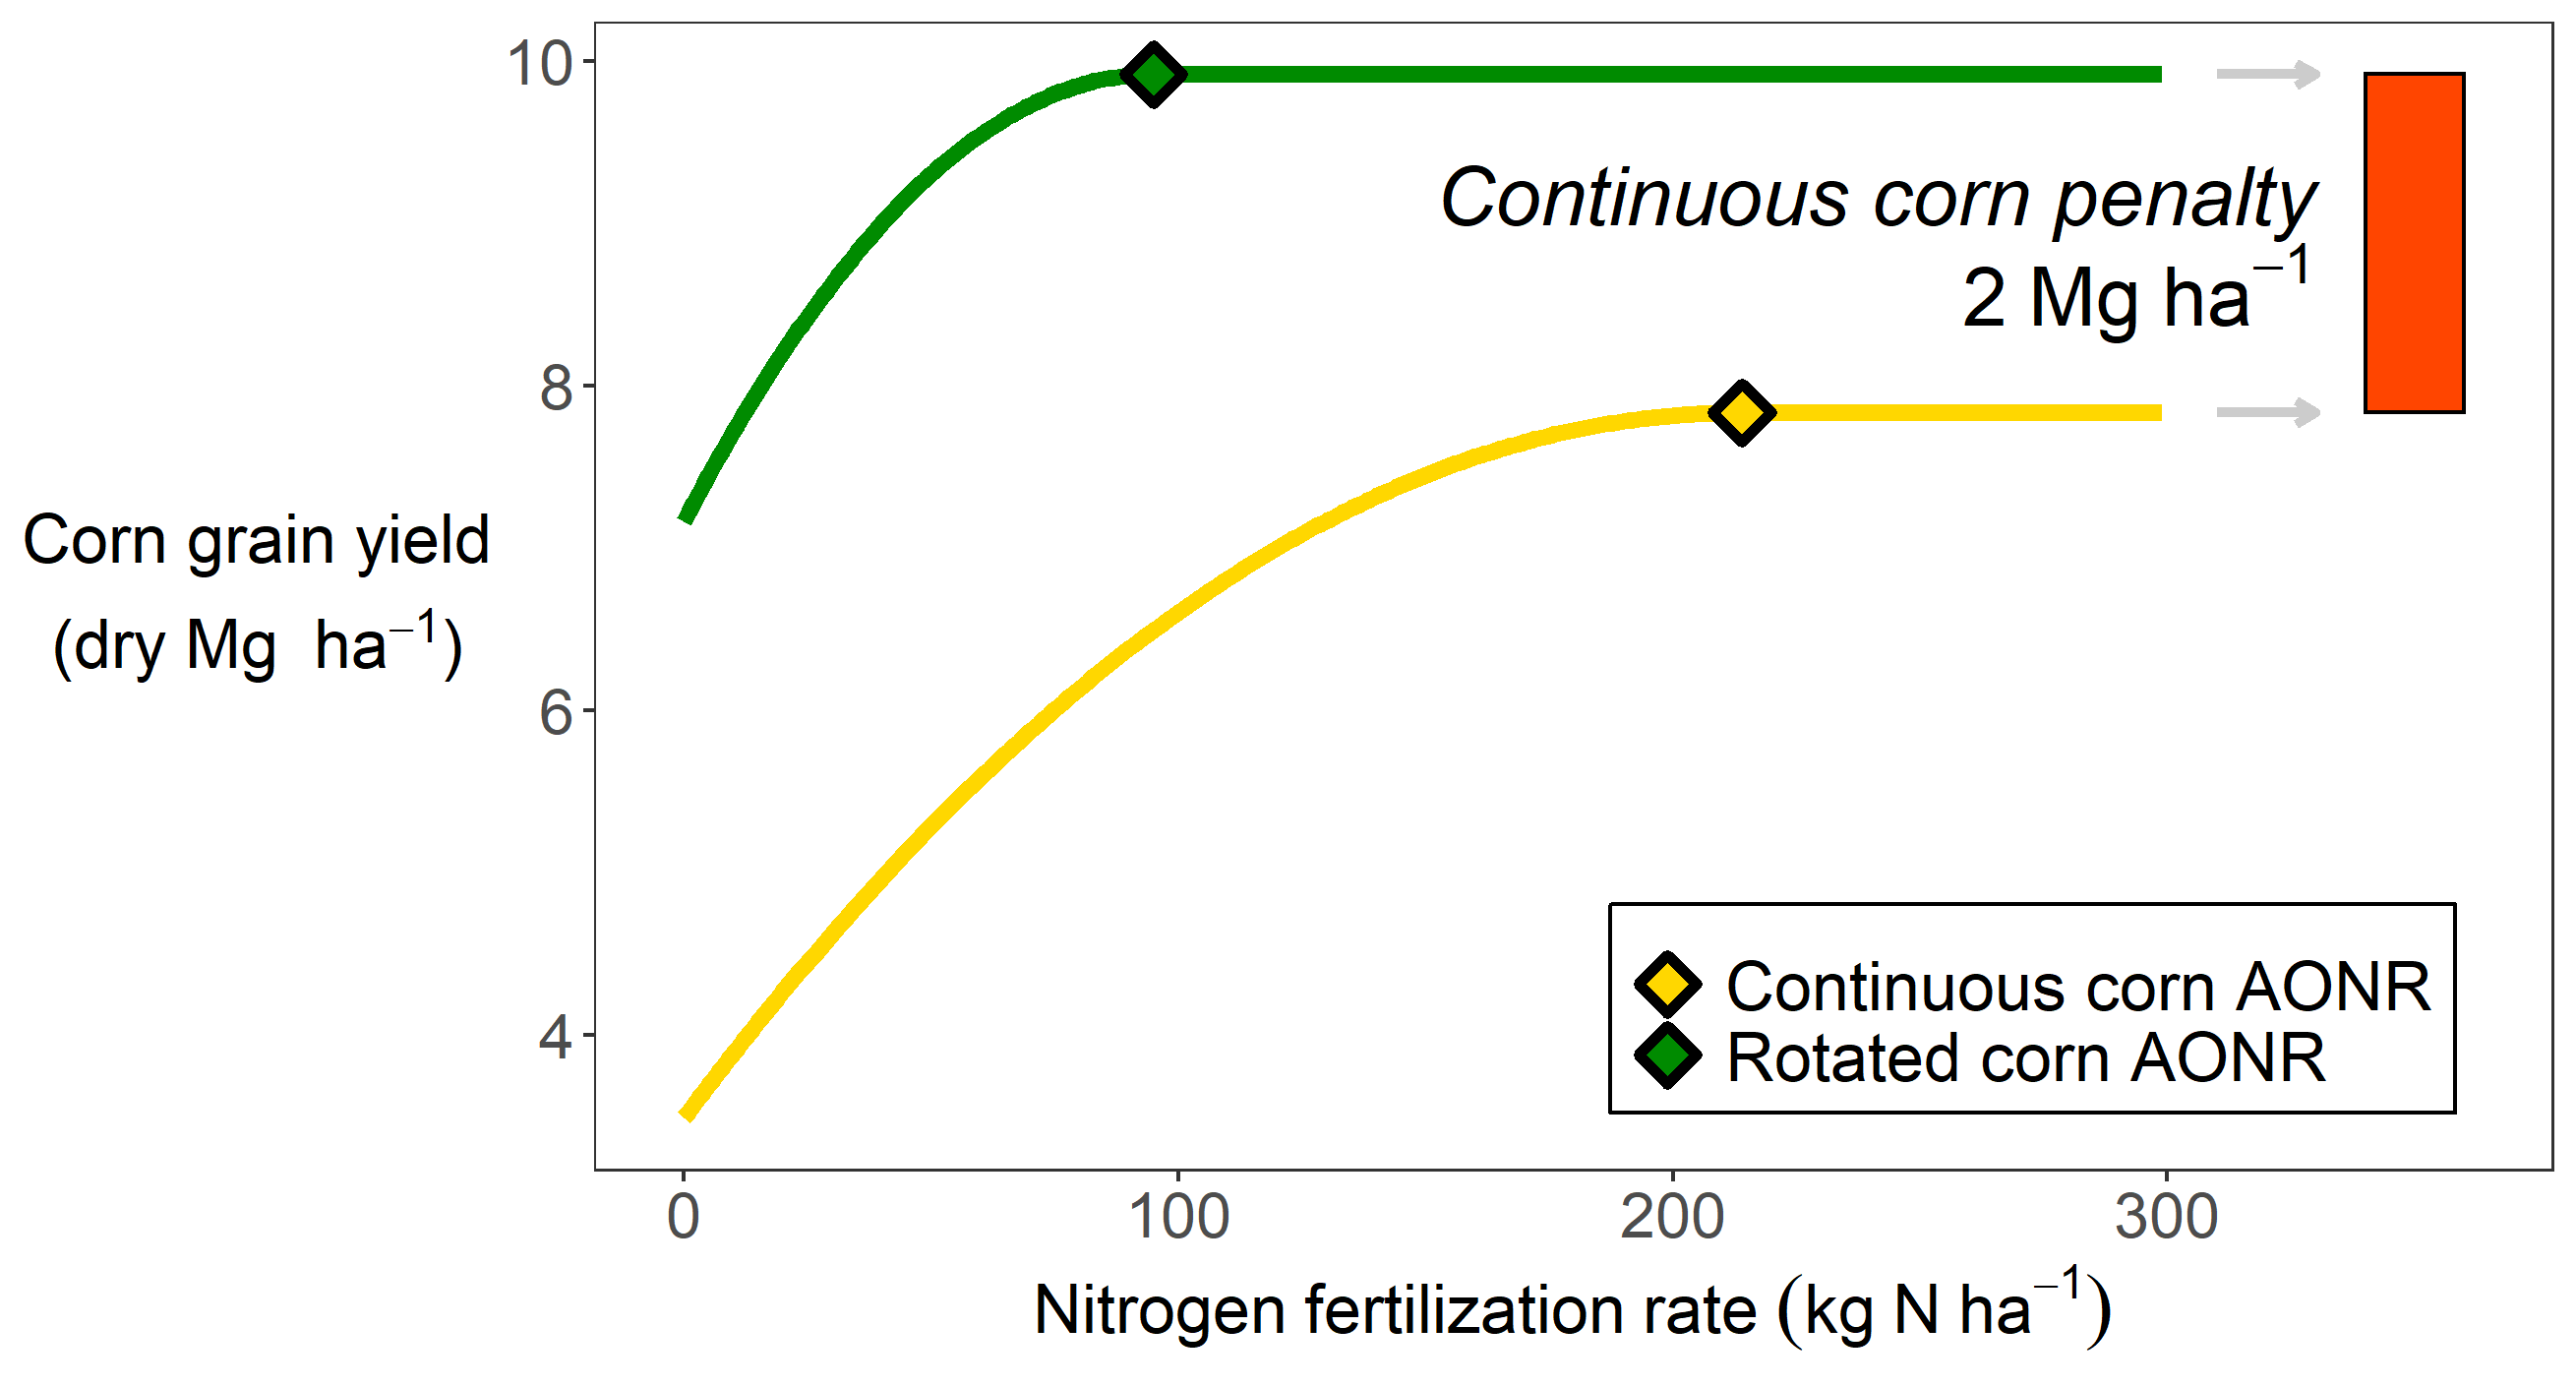 10
8
6
4
Corn grain yield
(dry Mg  ha⁻¹)
Continuous corn penalty
2 Mg ha⁻¹
Continuous corn AONR
Rotated corn AONR
0 100 200 300
Nitrogen fertilization rate (kg N ha⁻¹)